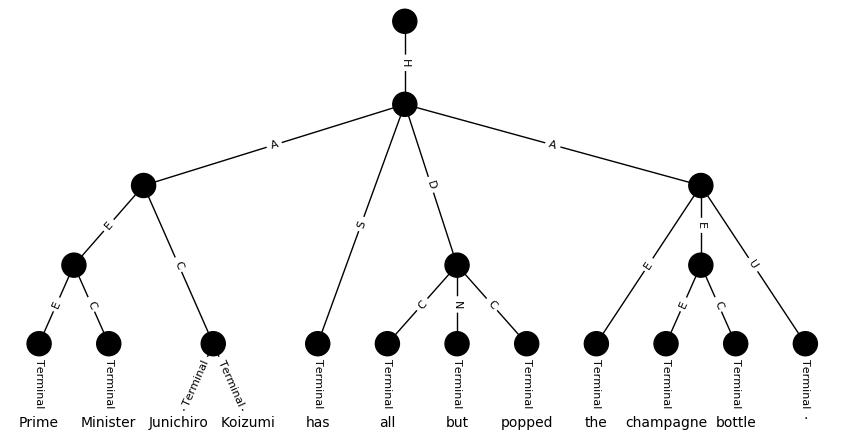 H
A S D A
E C C N C E E U
E C E C
Terminal Terminal Terminal Terminal Terminal Terminal Terminal Terminal Terminal Terminal Terminal Terminal
Prime Minister Junichiro Koizumi has all but popped the champagne bottle .